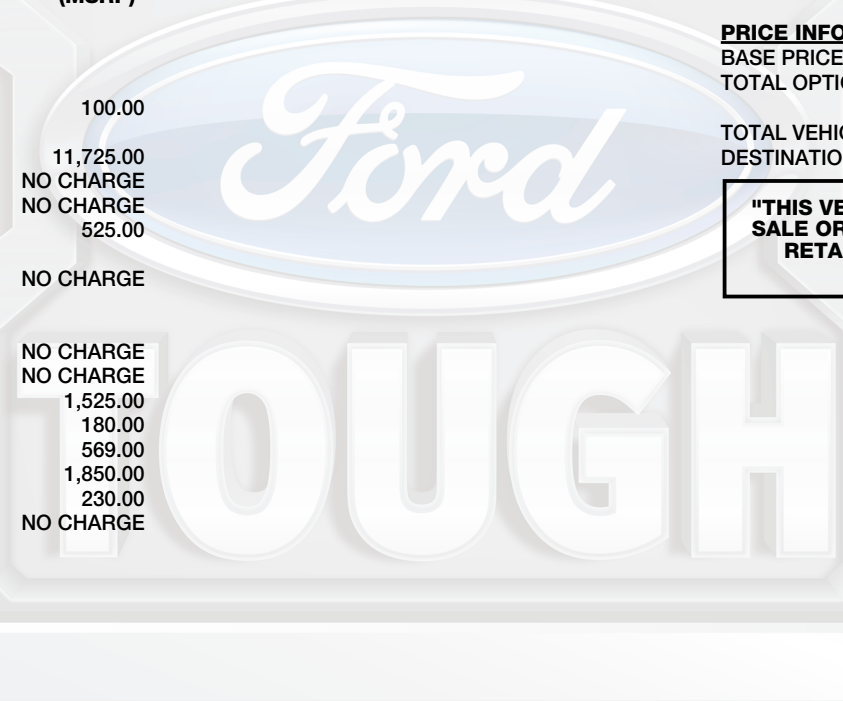 (MSRP)
100.00
11,725.00
NO CHARGE
NO CHARGE
525.00
NO CHARGE
NO CHARGE
NO CHARGE
1,525.00
180.00
569.00
1,850.00
230.00
NO CHARGE
PRICE INFO
BASE PRICE
TOTAL OPTIO
TOTAL VEHIC
DESTINATIO
"THIS VE
SALE OR
RETA
Ford
TOUGH